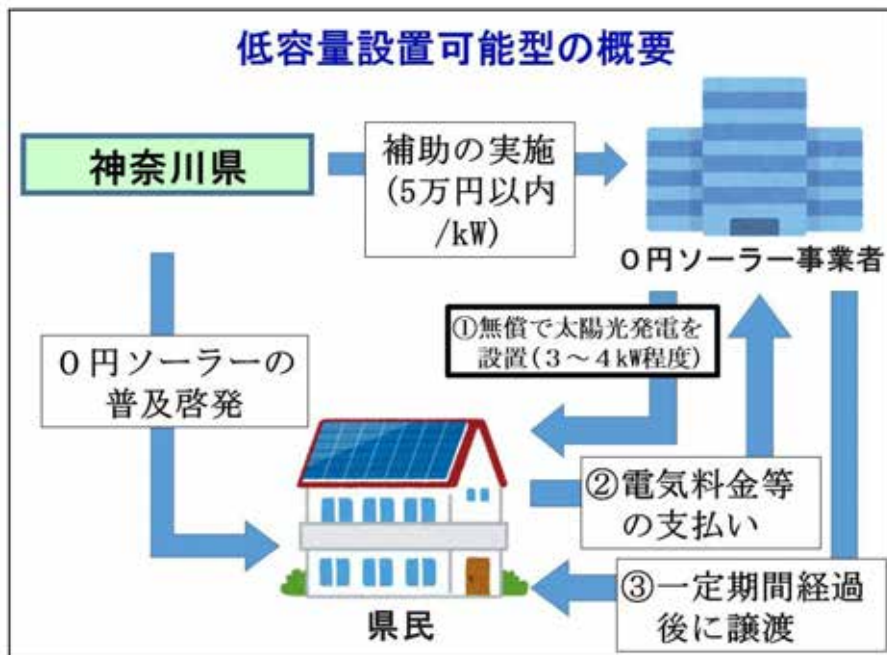 低容量設置可能型の概要
神奈川県
補助の実施
(5万円以内
/kW)
０円ソーラー事業者
①無償で太陽光発電を
設置(３～４kW程度)
０円ソーラーの
普及啓発
②電気料金等
の支払い
③一定期間経過
後に譲渡
県民